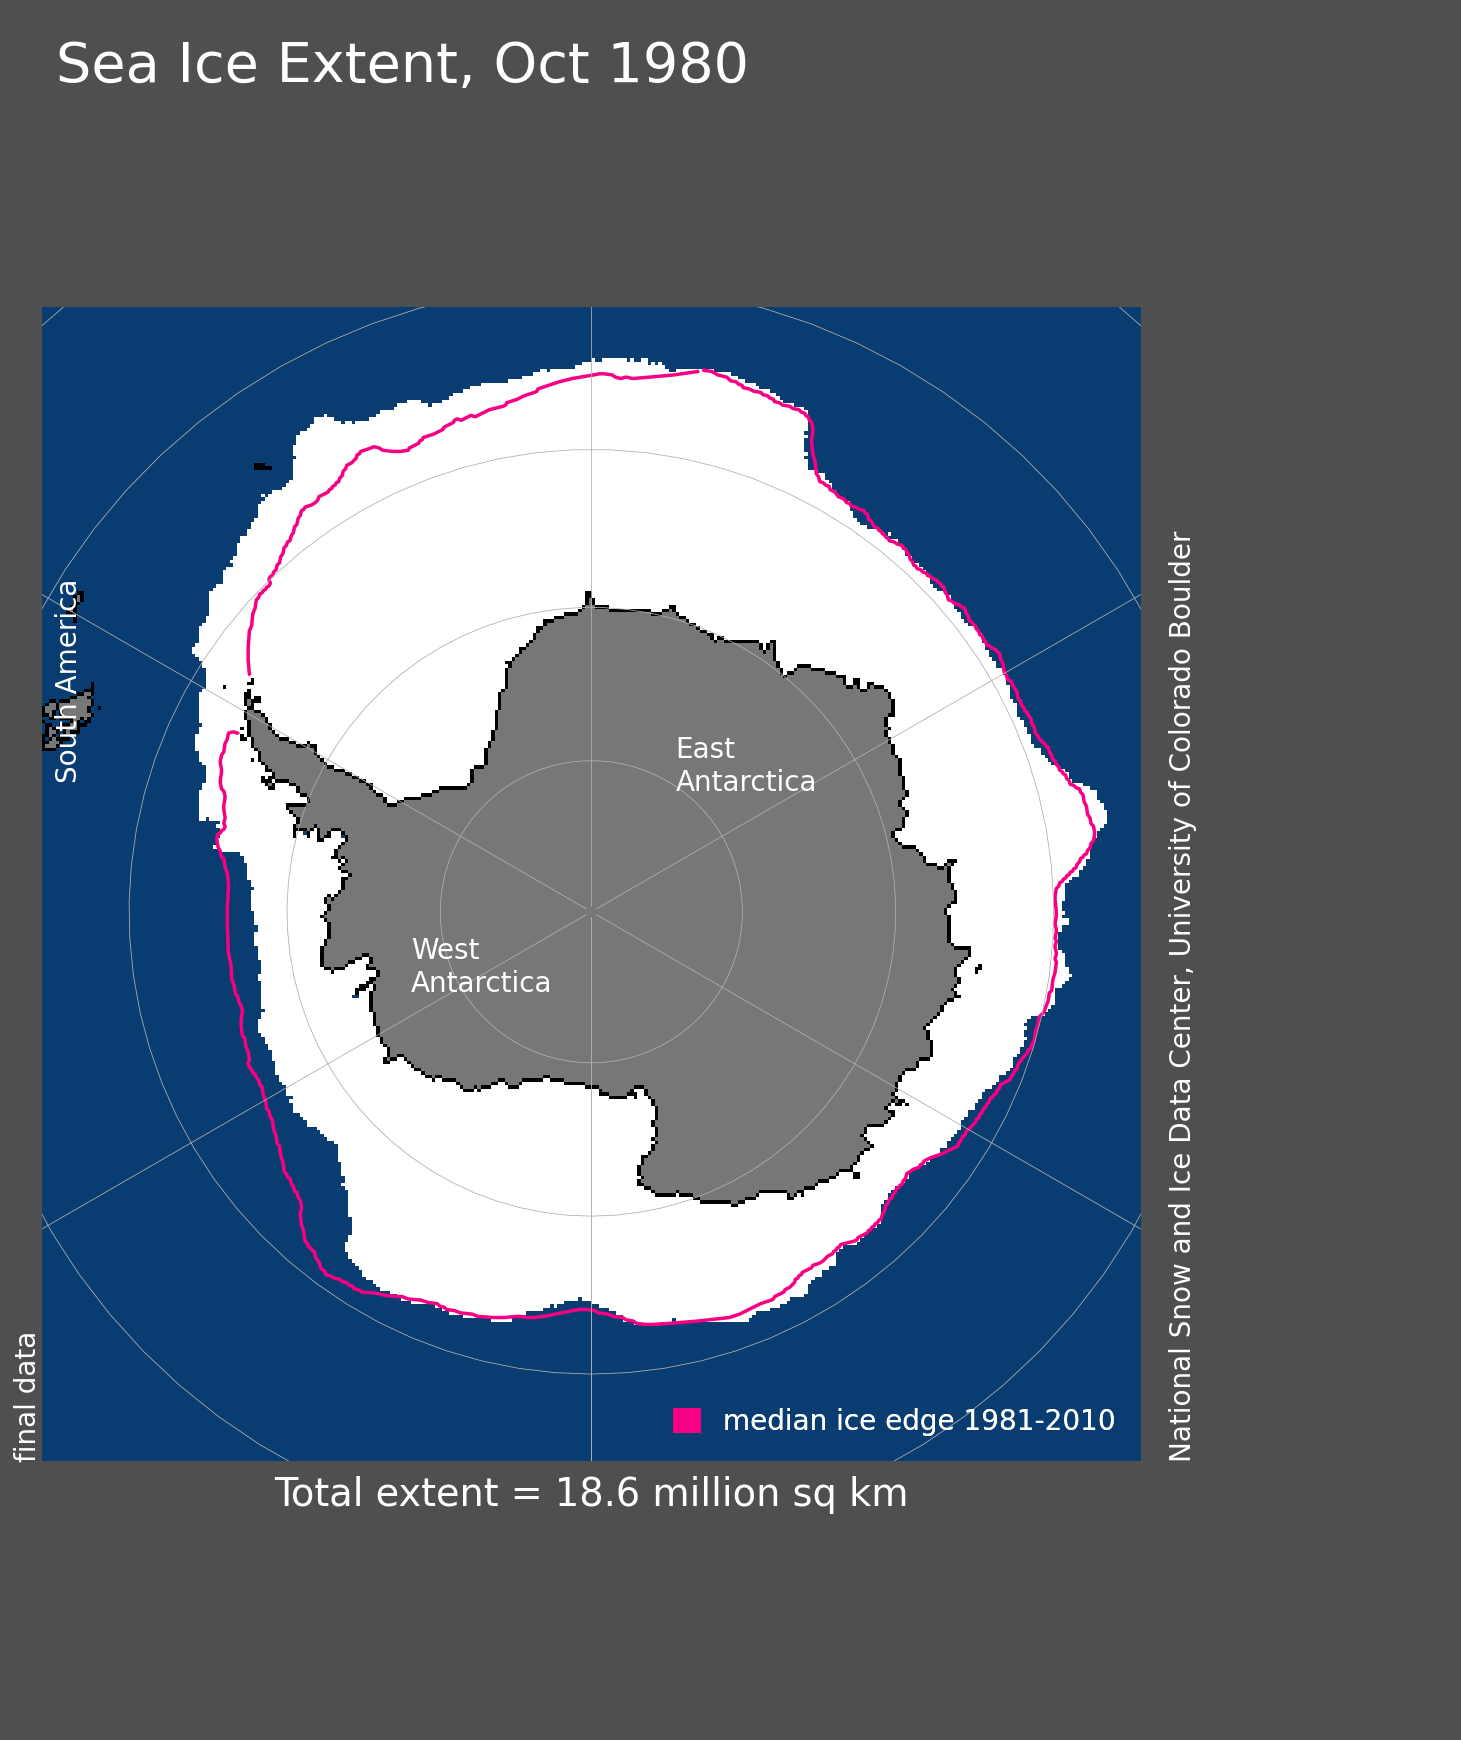 Sea Ice Extent, Oct 1980
South America
East
Antarctica
West
Antarctica
median ice edge 1981-2010
final data
National Snow and Ice Data Center, University of Colorado Boulder
Total extent = 18.6 million sq km